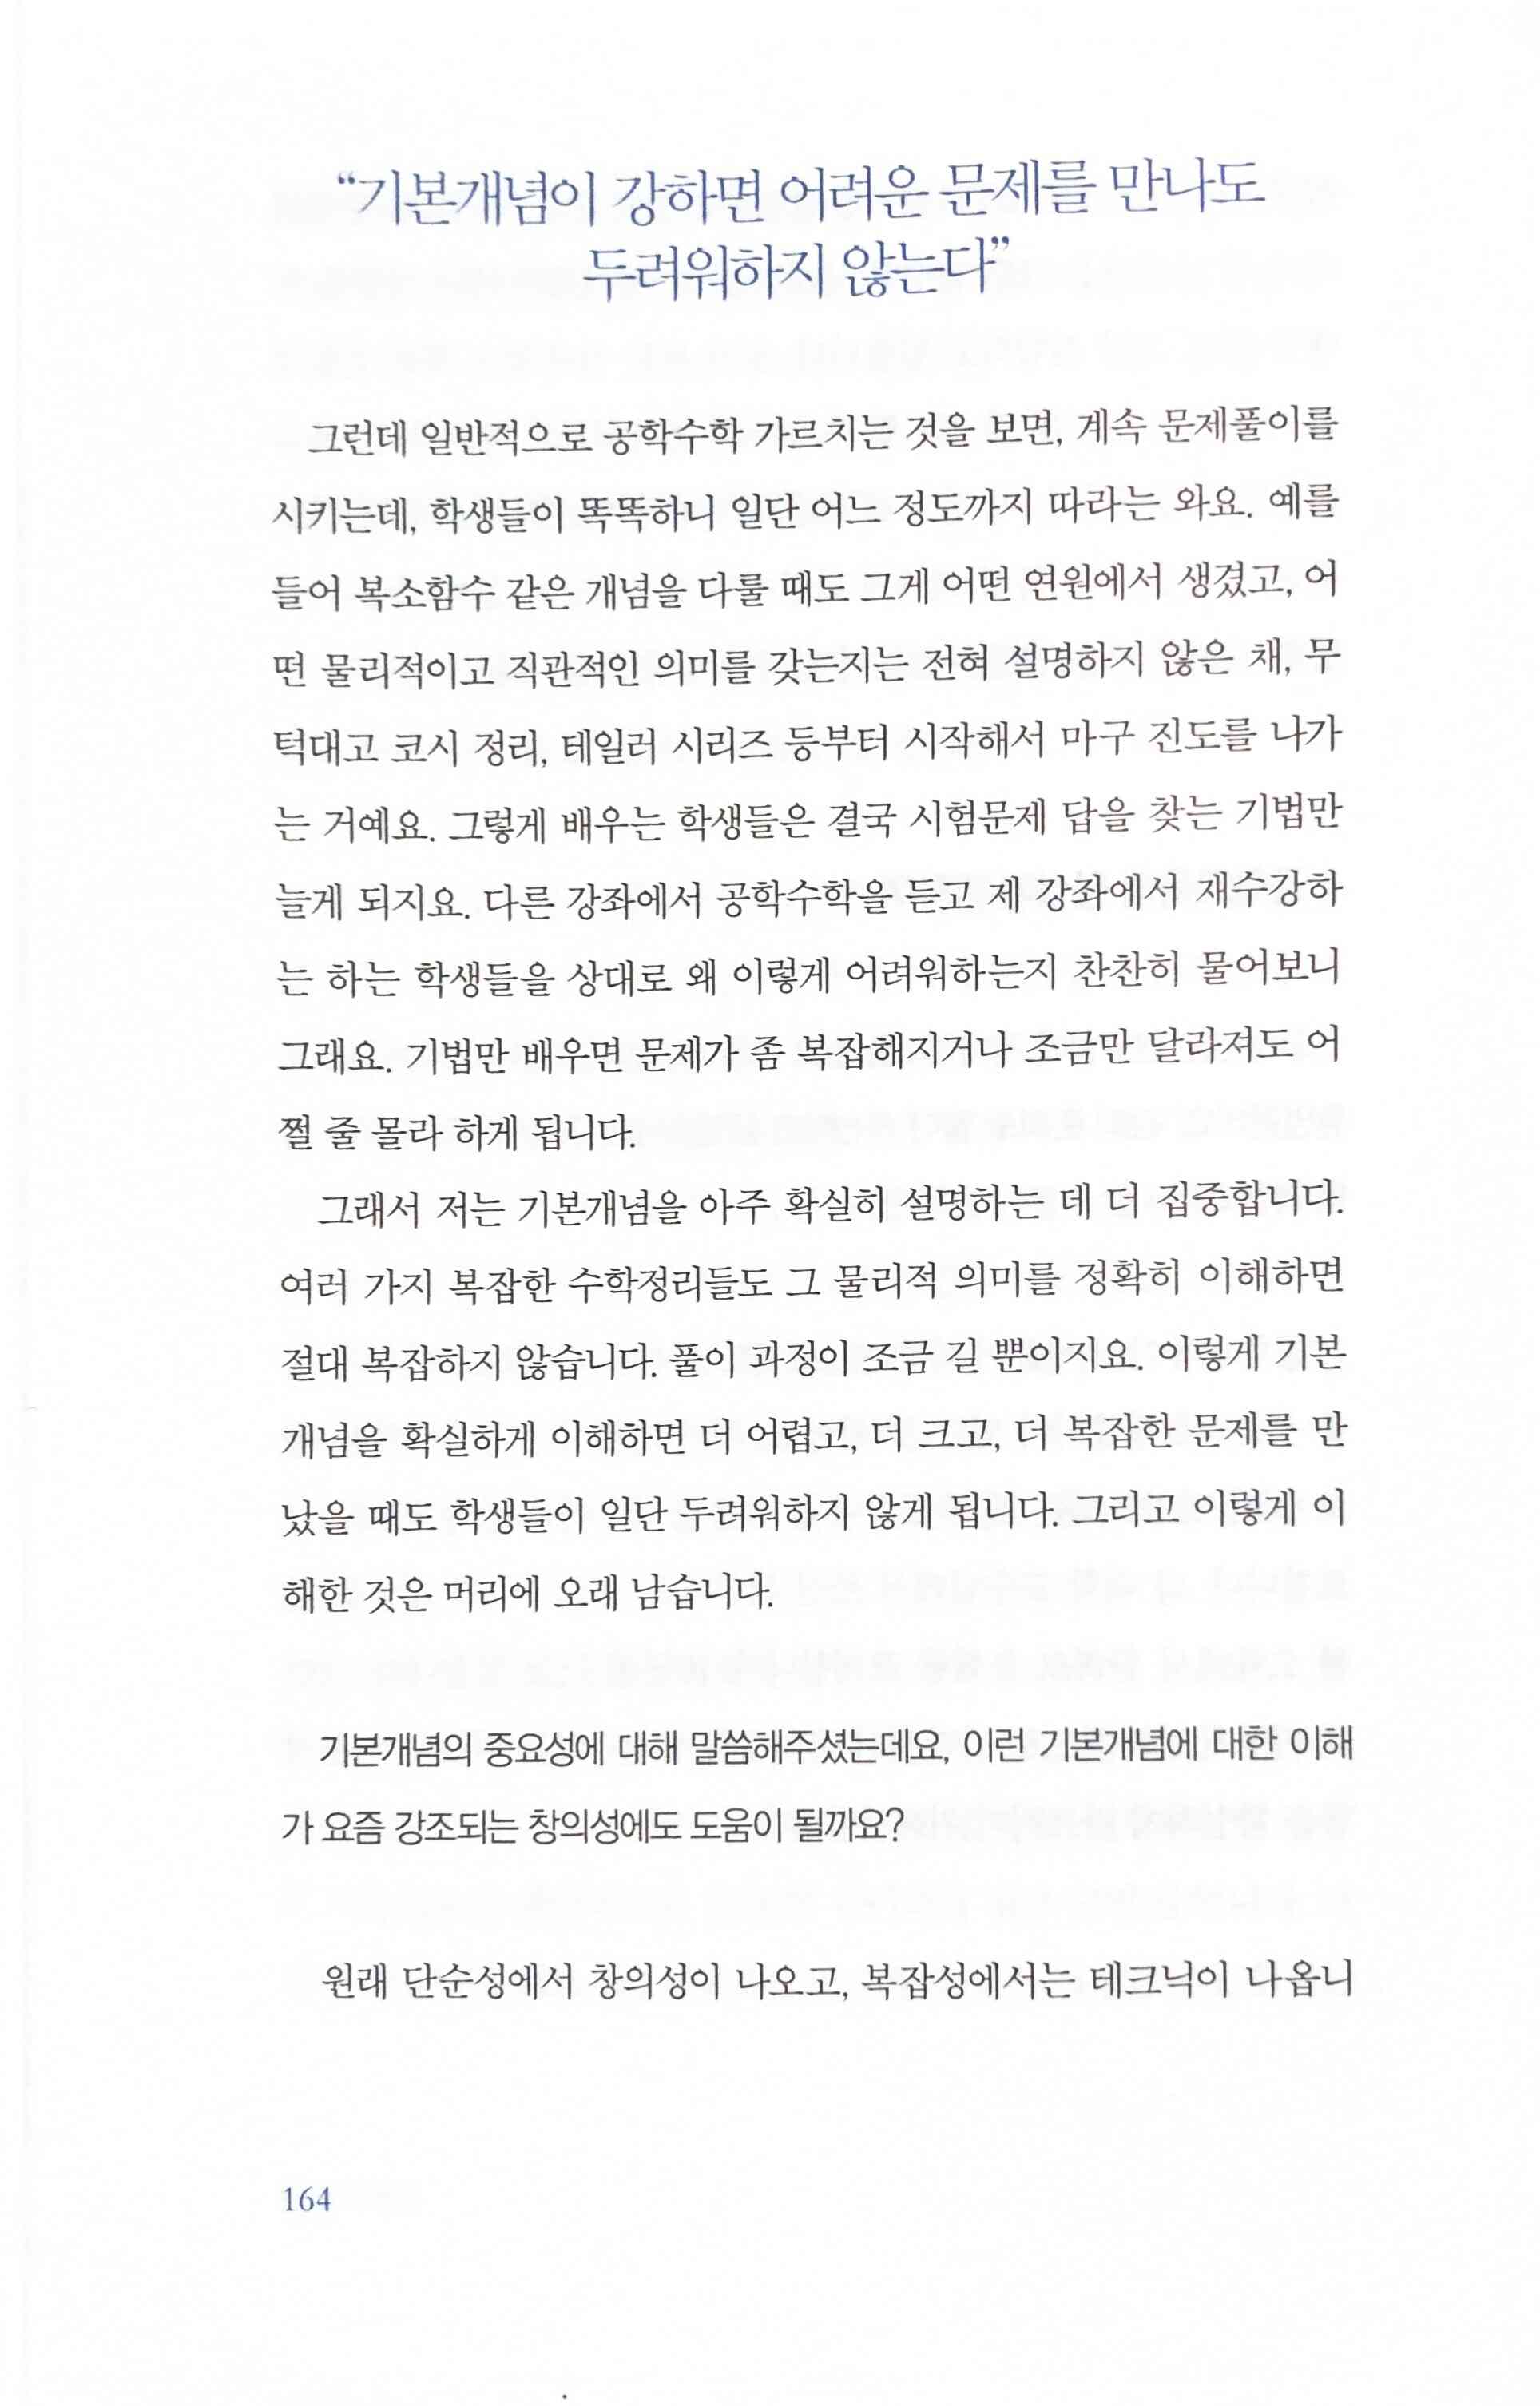 “기본개념이 강하면 어려운 문제를 만나도
두려워하지 않는다”
그런데 일반적으로 공학수학 가르치는 것을 보면, 계속 문제풀이를
시키는데, 학생들이 똑똑하니 일단 어느 정도까지 따라는 와요. 예를
들어 복소함수 같은 개념을 다룰 때도 그게 어떤 연원에서 생겼고, 어
떤 물리적이고 직관적인 의미를 갖는지는 전혀 설명하지 않은 채, 무
턱대고 코시 정리, 테일러 시리즈 등부터 시작해서 마구 진도를 나가
는 거예요. 그렇게 배우는 학생들은 결국 시험문제 답을 찾는 기법만
늘게 되지요. 다른 강좌에서 공학수학을 듣고 제 강좌에서 재수강하
는 하는 학생들을 상대로 왜 이렇게 어려워하는지 찬찬히 물어보니
그래요. 기법만 배우면 문제가 좀 복잡해지거나 조금만 달라져도 어
쩔 줄 몰라 하게 됩니다.
그래서 저는 기본개념을 아주 확실히 설명하는 데 더 집중합니다.
여러 가지 복잡한 수학정리들도 그 물리적 의미를 정확히 이해하면
절대 복잡하지 않습니다. 풀이 과정이 조금 길 뿐이지요. 이렇게 기본
개념을 확실하게 이해하면 더 어렵고, 더 크고, 더 복잡한 문제를 만
났을 때도 학생들이 일단 두려워하지 않게 됩니다. 그리고 이렇게 이
해한 것은 머리에 오래 남습니다.
기본개념의 중요성에 대해 말씀해주셨는데요, 이런 기본개념에 대한 이해
가 요즘 강조되는 창의성에도 도움이 될까요?
원래 단순성에서 창의성이 나오고, 복잡성에서는 테크닉이 나옵니
164